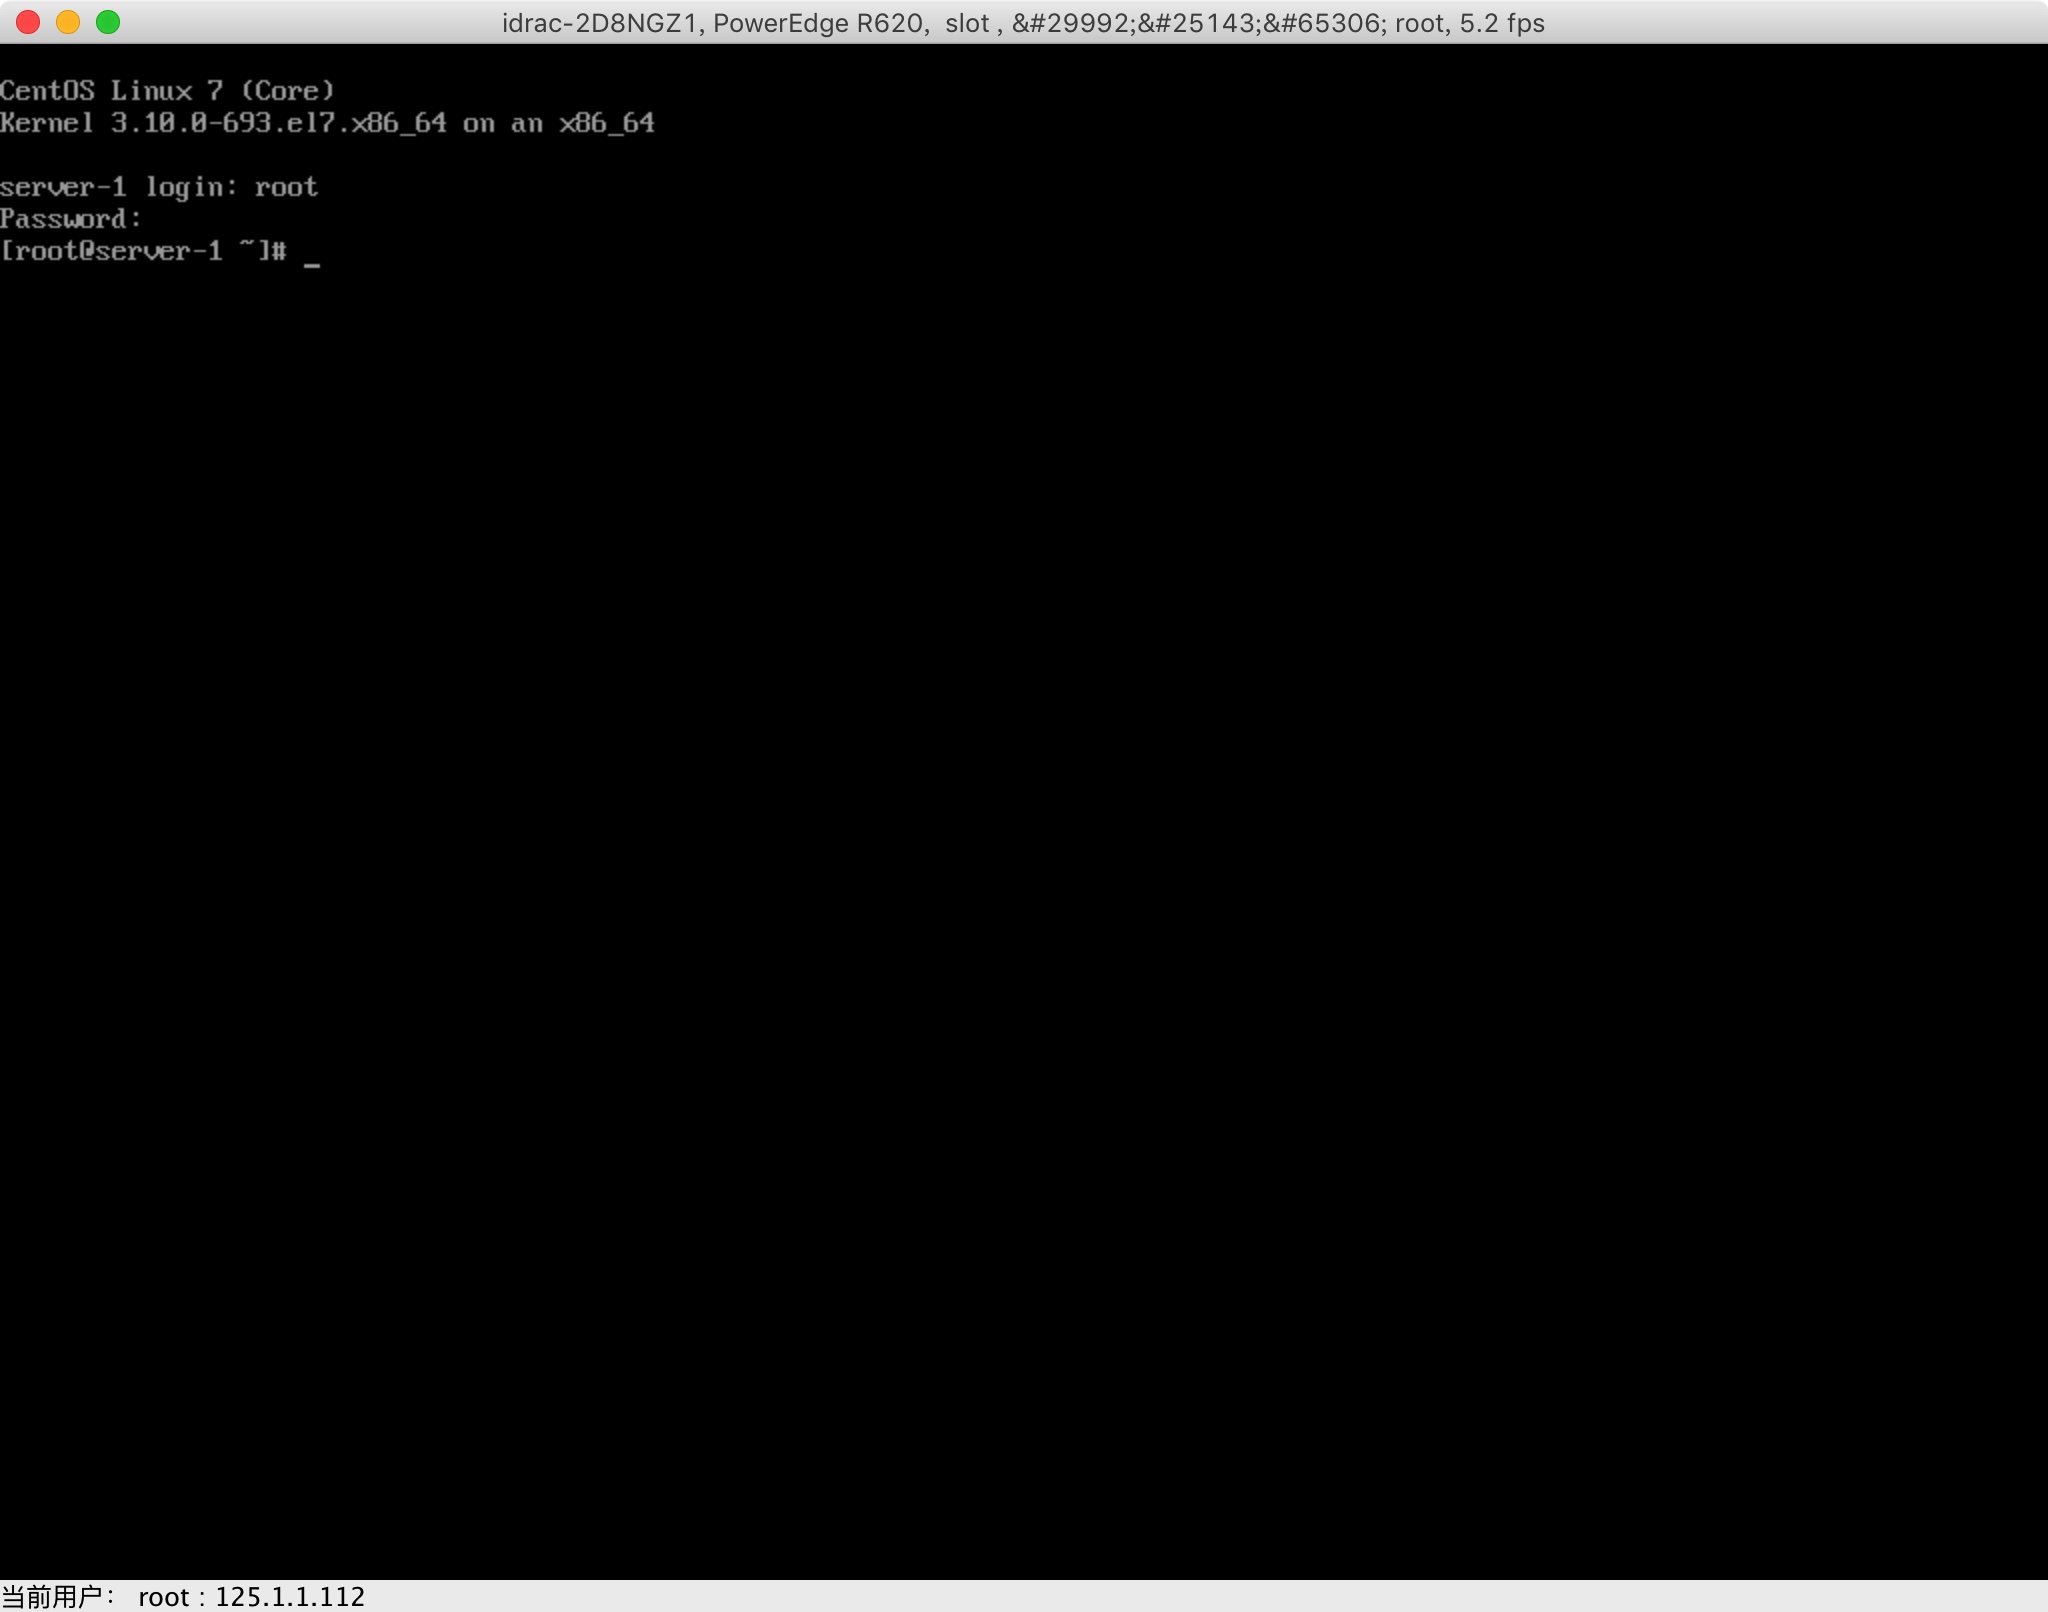 idrac-2D8NGZ1, PowerEdge R620,  slot , &#29992;&#25143;&#65306; root, 5.2 fps
CentOS Linux 7 (Core)
Kernel 3.10.0-693.el7.x86_64 on an x86_64
server-1 login: root
Password:
[root@server-1 ~]# _
当前用户： root : 125.1.1.112